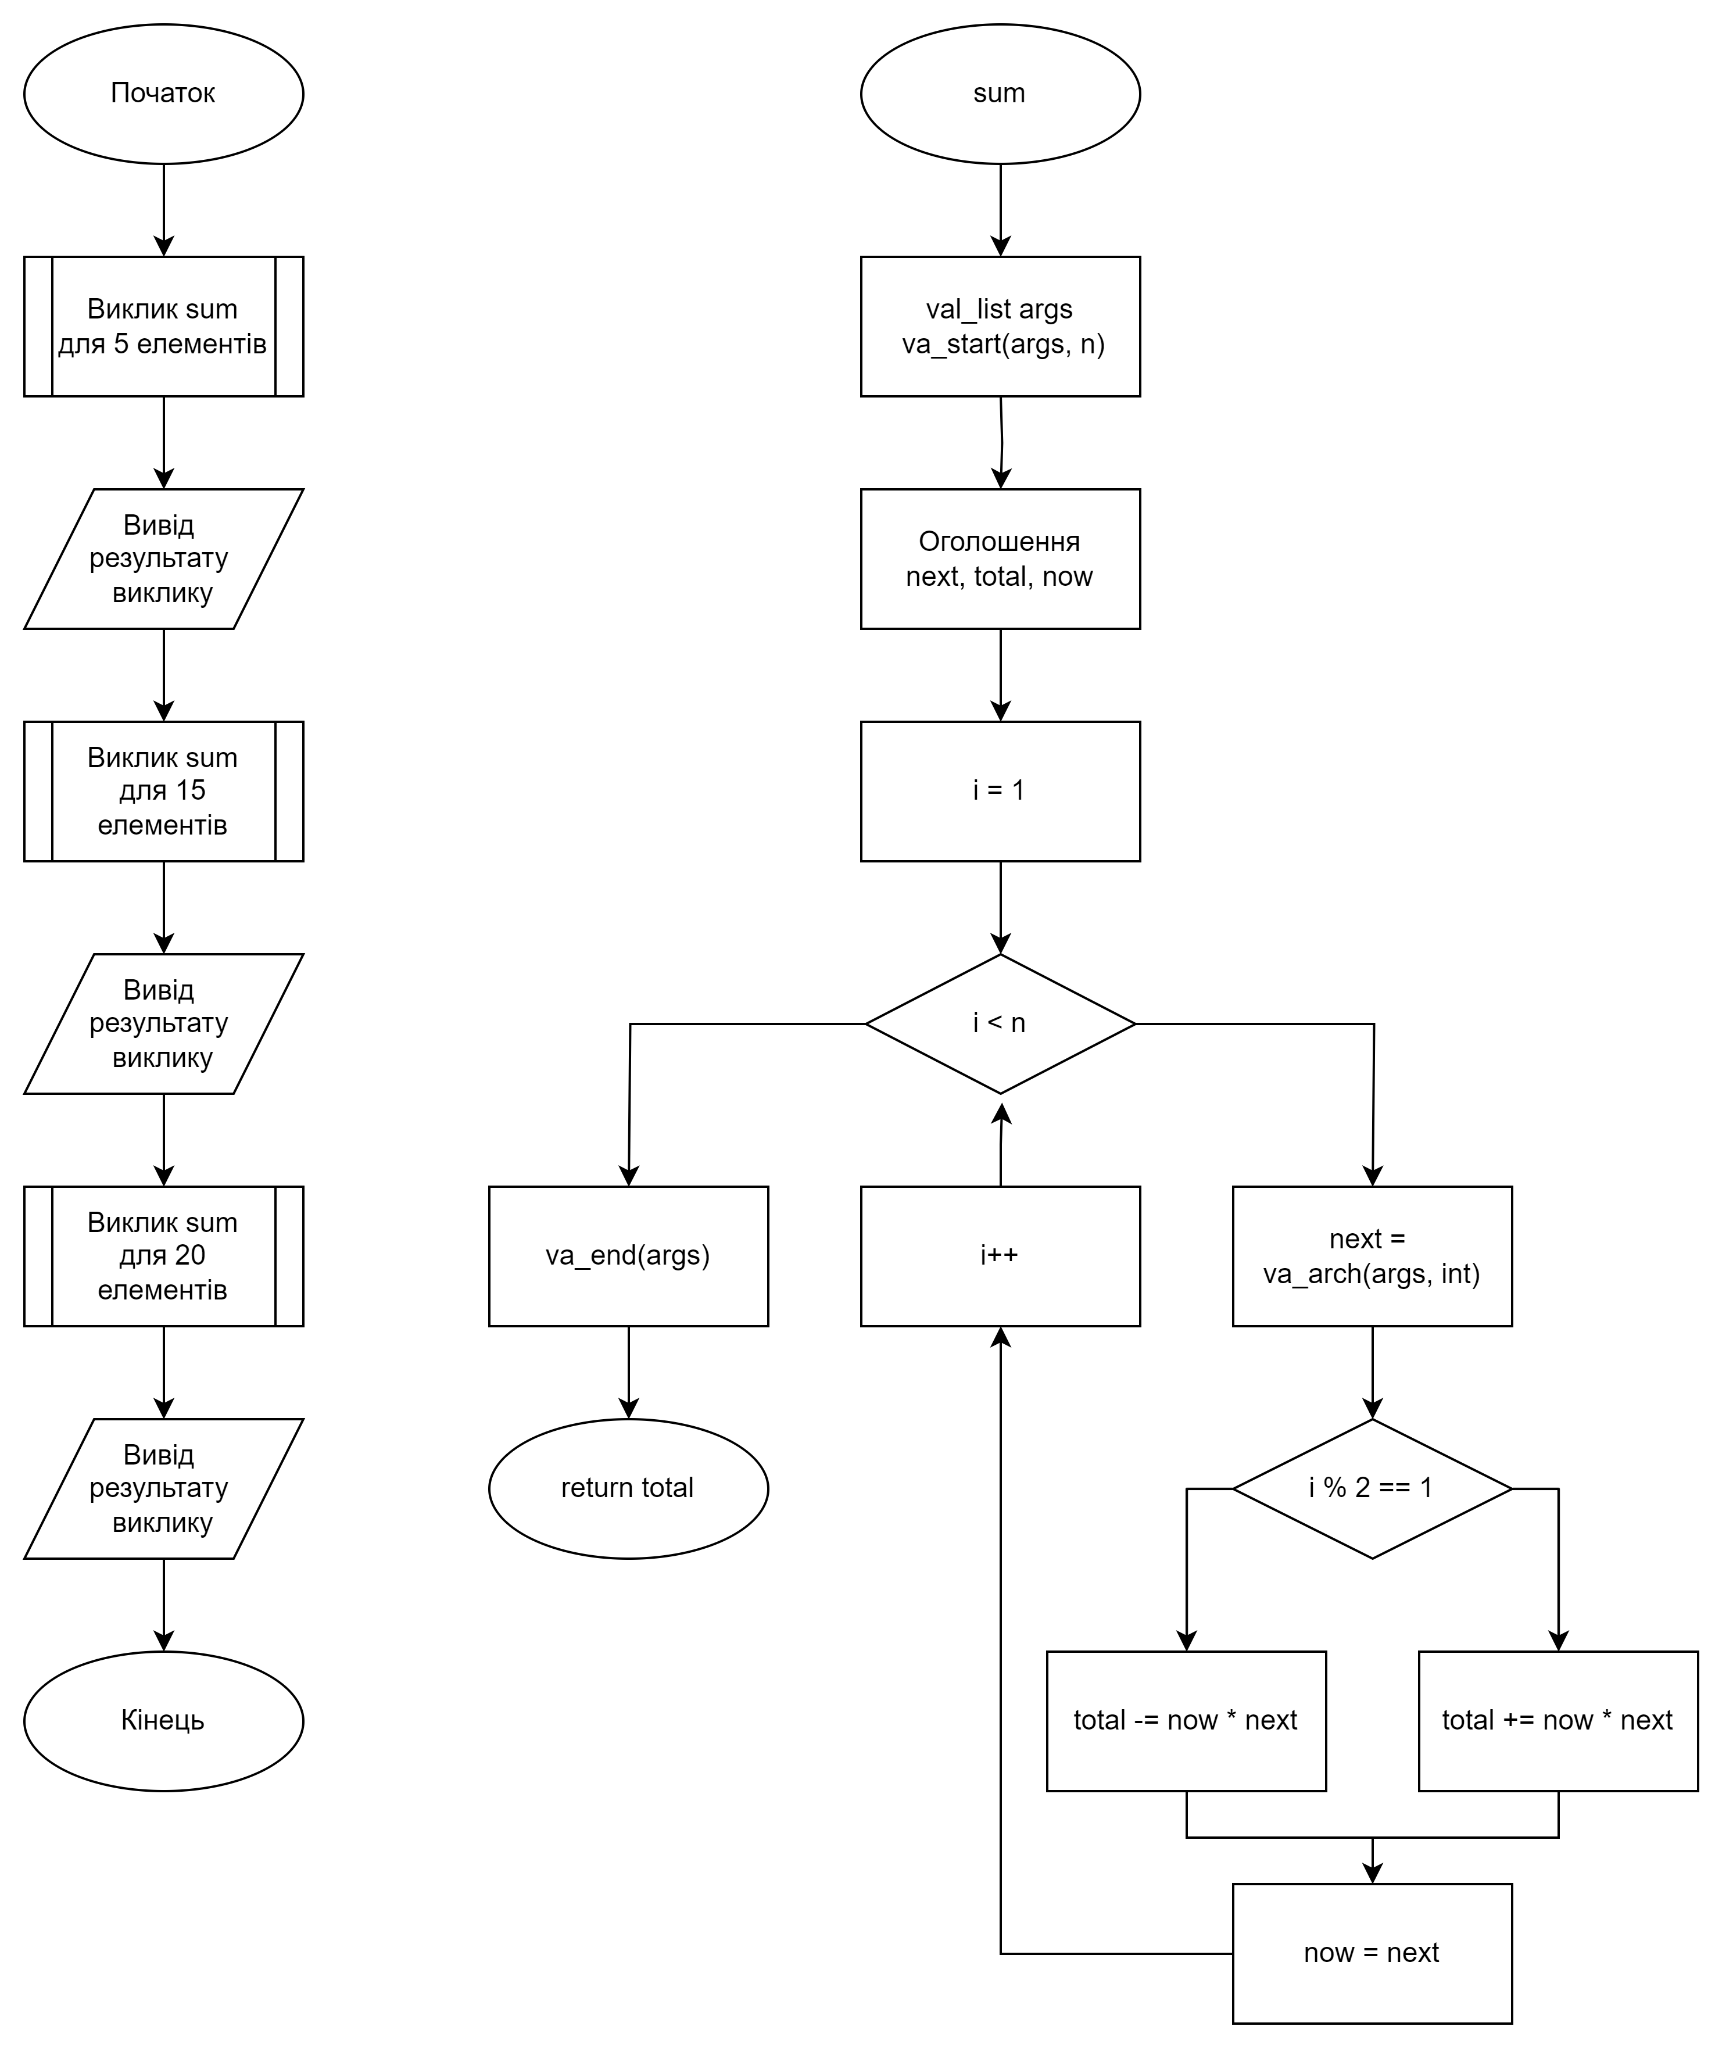 Початок
Виклик sum
для 5 елементів
Вивід
результату
виклику
Виклик sum
для 15
елементів
Вивід
результату
виклику
Виклик sum
для 20
елементів
Вивід
результату
виклику
Кінець
sum
val_list args
va_start(args, n)
Оголошення
next, total, now
i = 1
i < n
va_end(args)
return total
i++
next =
va_arch(args, int)
i % 2 == 1
total -= now * next
total += now * next
now = next